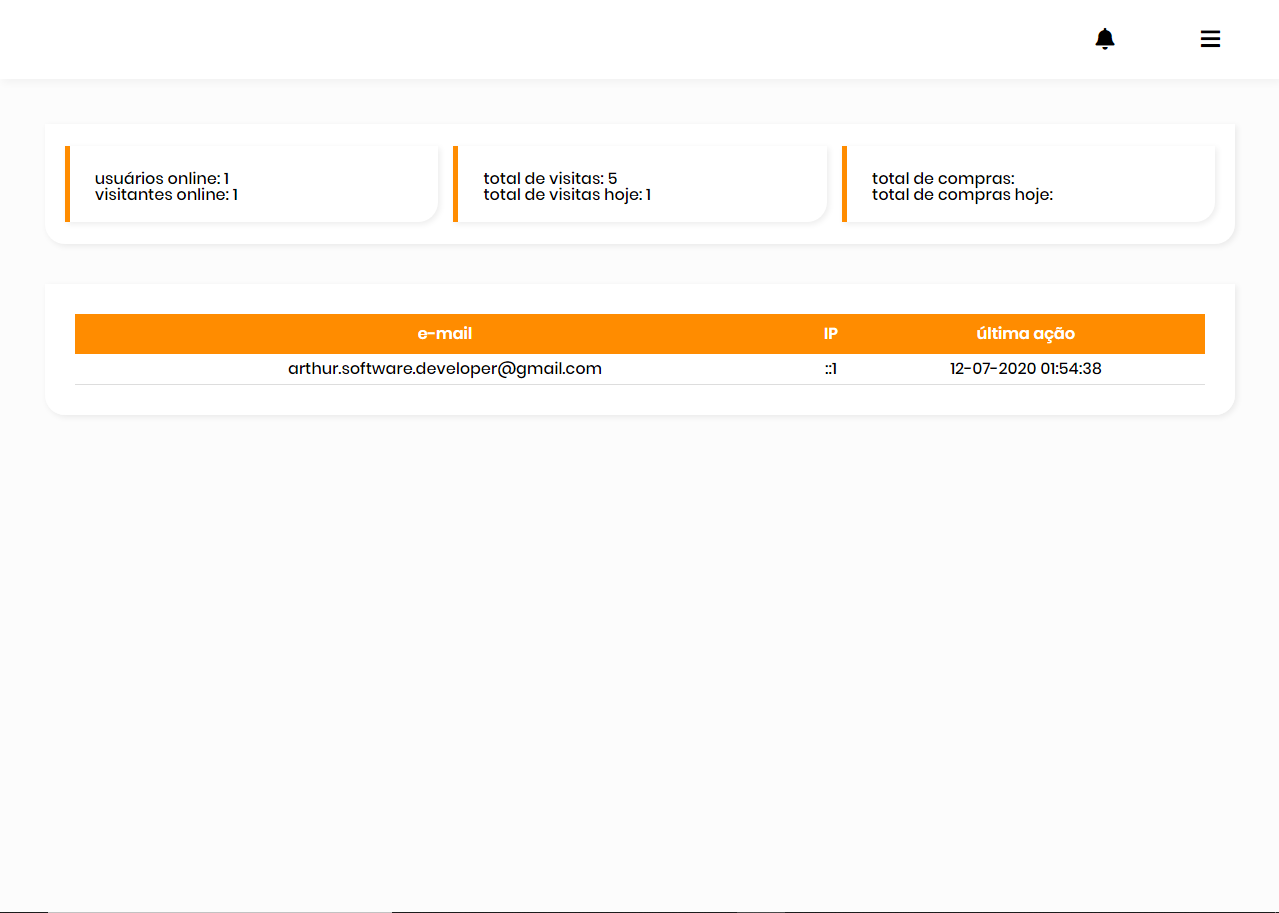 usuários online: 1
visitantes online: 1
total de visitas: 5
total de visitas hoje: 1
total de compras:
total de compras hoje:
e-mail IP última ação
arthur.software.developer@gmail.com ::1 12-07-2020 01:54:38